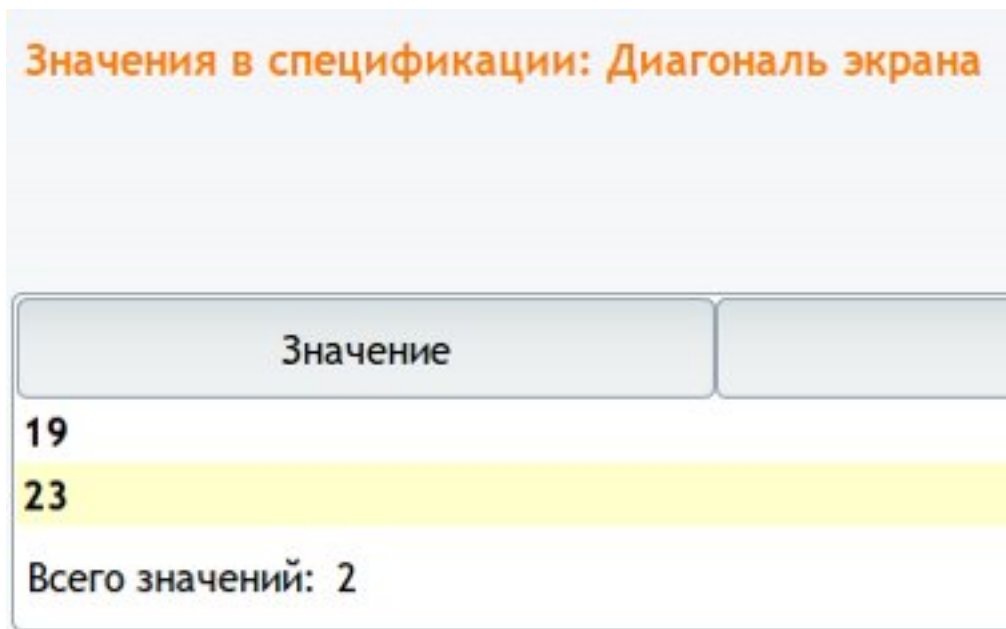 Значения в спецификации: Диагональ экрана
Значение
19
23
Всего значений: 2